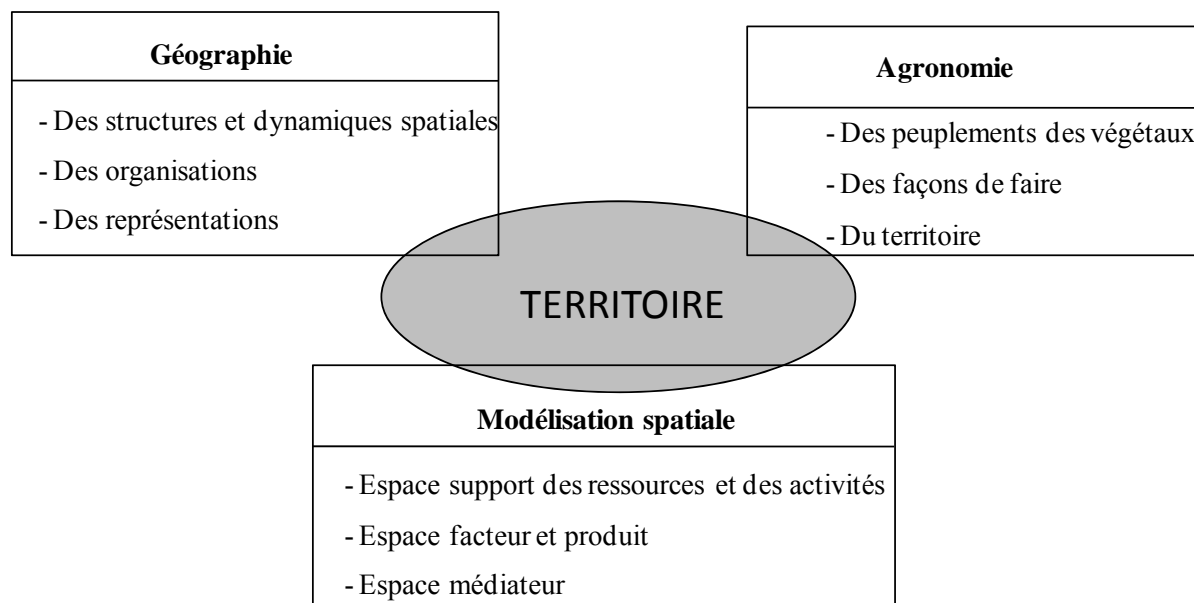 Géographie
- Des structures et dynamiques spatiales
- Des organisations
- Des représentations
Agronomie
- Des peuplements des végétaux
- Des façons de faire
- Du territoire
TERRITOIRE
Modélisation spatiale
- Espace support des ressources et des activités
- Espace facteur et produit
- Espace médiateur